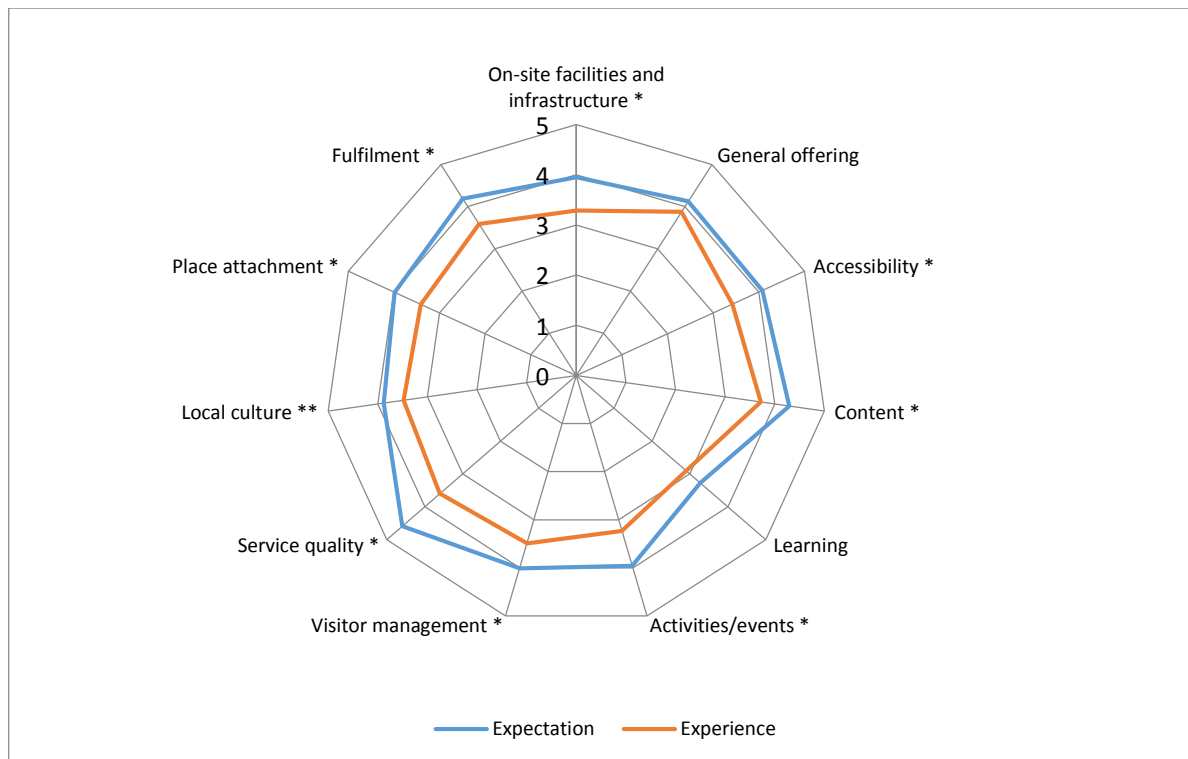 On-site facilities and
infrastructure *
General offering
Accessibility *
Content *
Learning
Activities/events *
Visitor management *
Service quality *
Local culture **
Place attachment *
Fulfilment *
5
4
3
2
1
0
Expectation
Experience